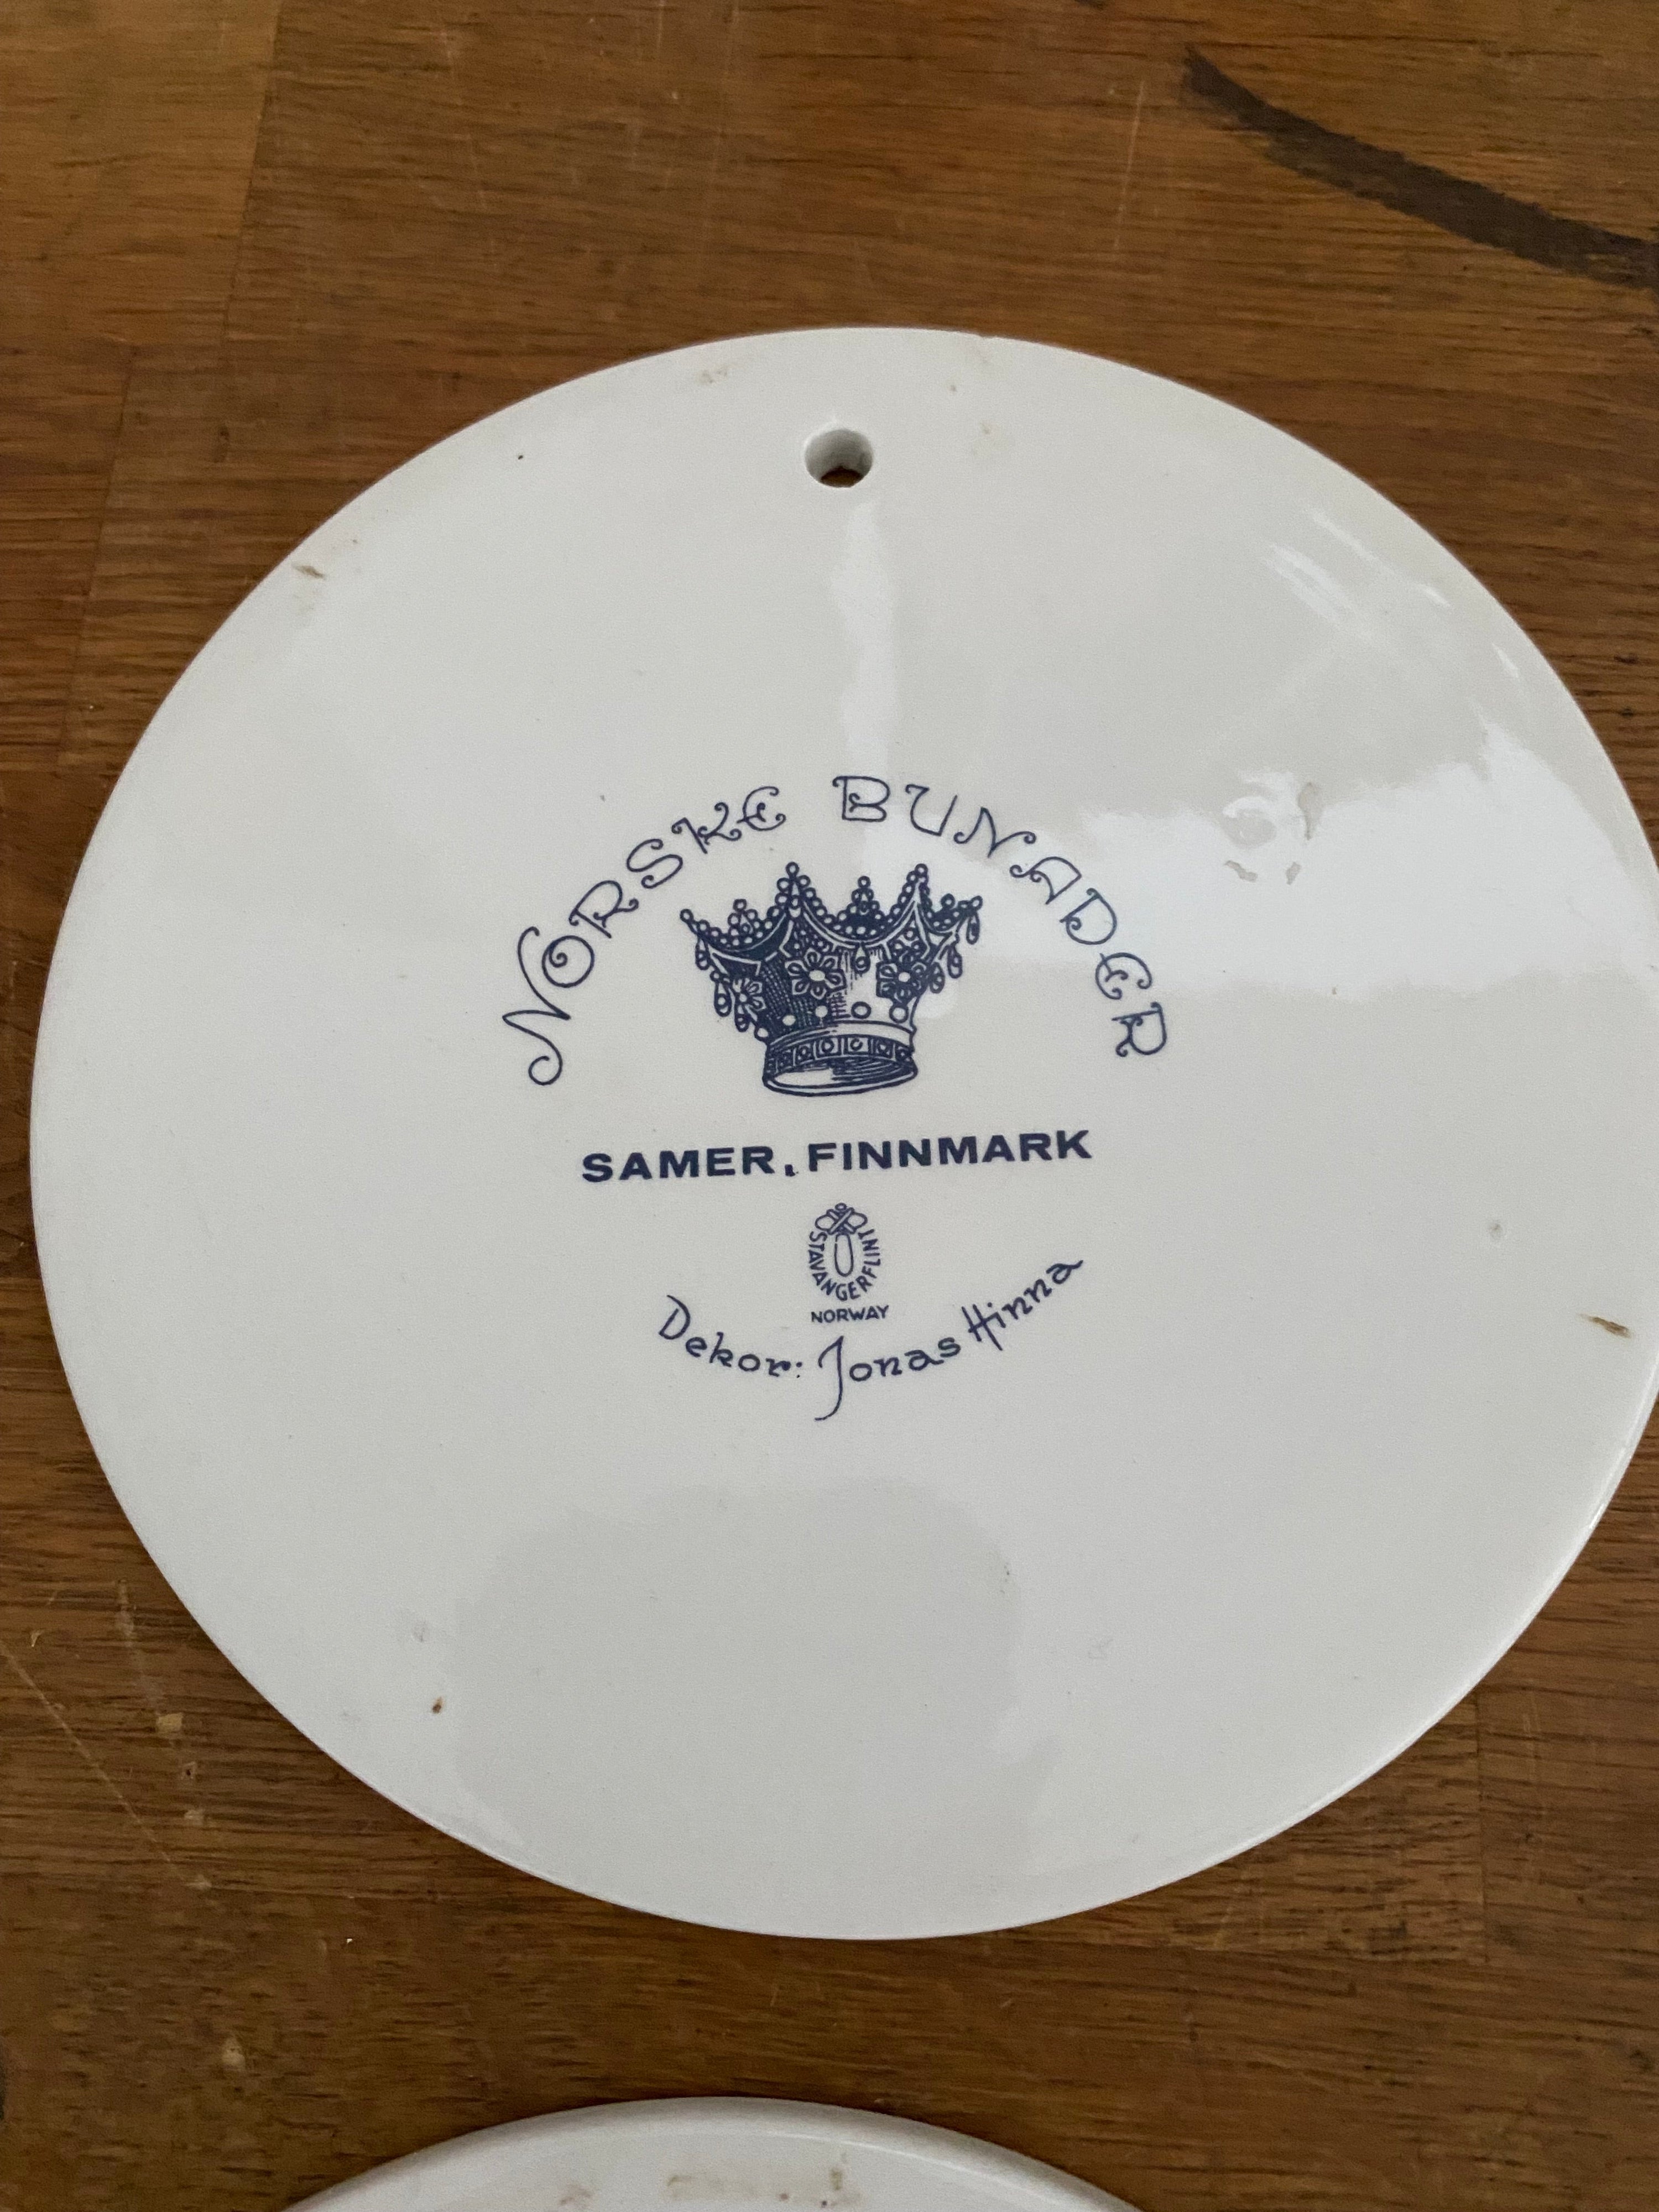 NORSKE BUNADER
SAMER, FINNMARK
STAVANGERFLINT
NORWAY
Dekor: Jonas Hinna